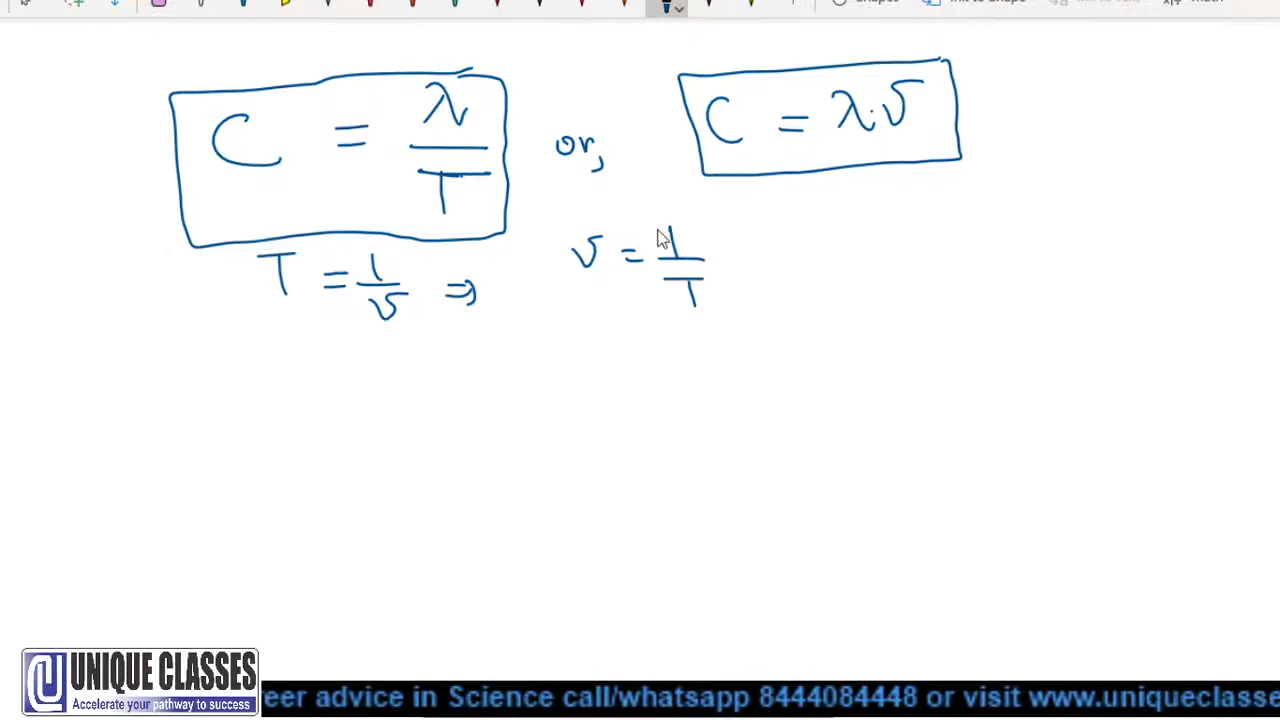 C = λ/T or, C = λ.ν
T = 1/ν ⇒ ν = 1/T
UNIQUE CLASSES
Accelerate your pathway to success
eer advice in Science call/whatsapp 8444084448 or visit www.uniqueclasse